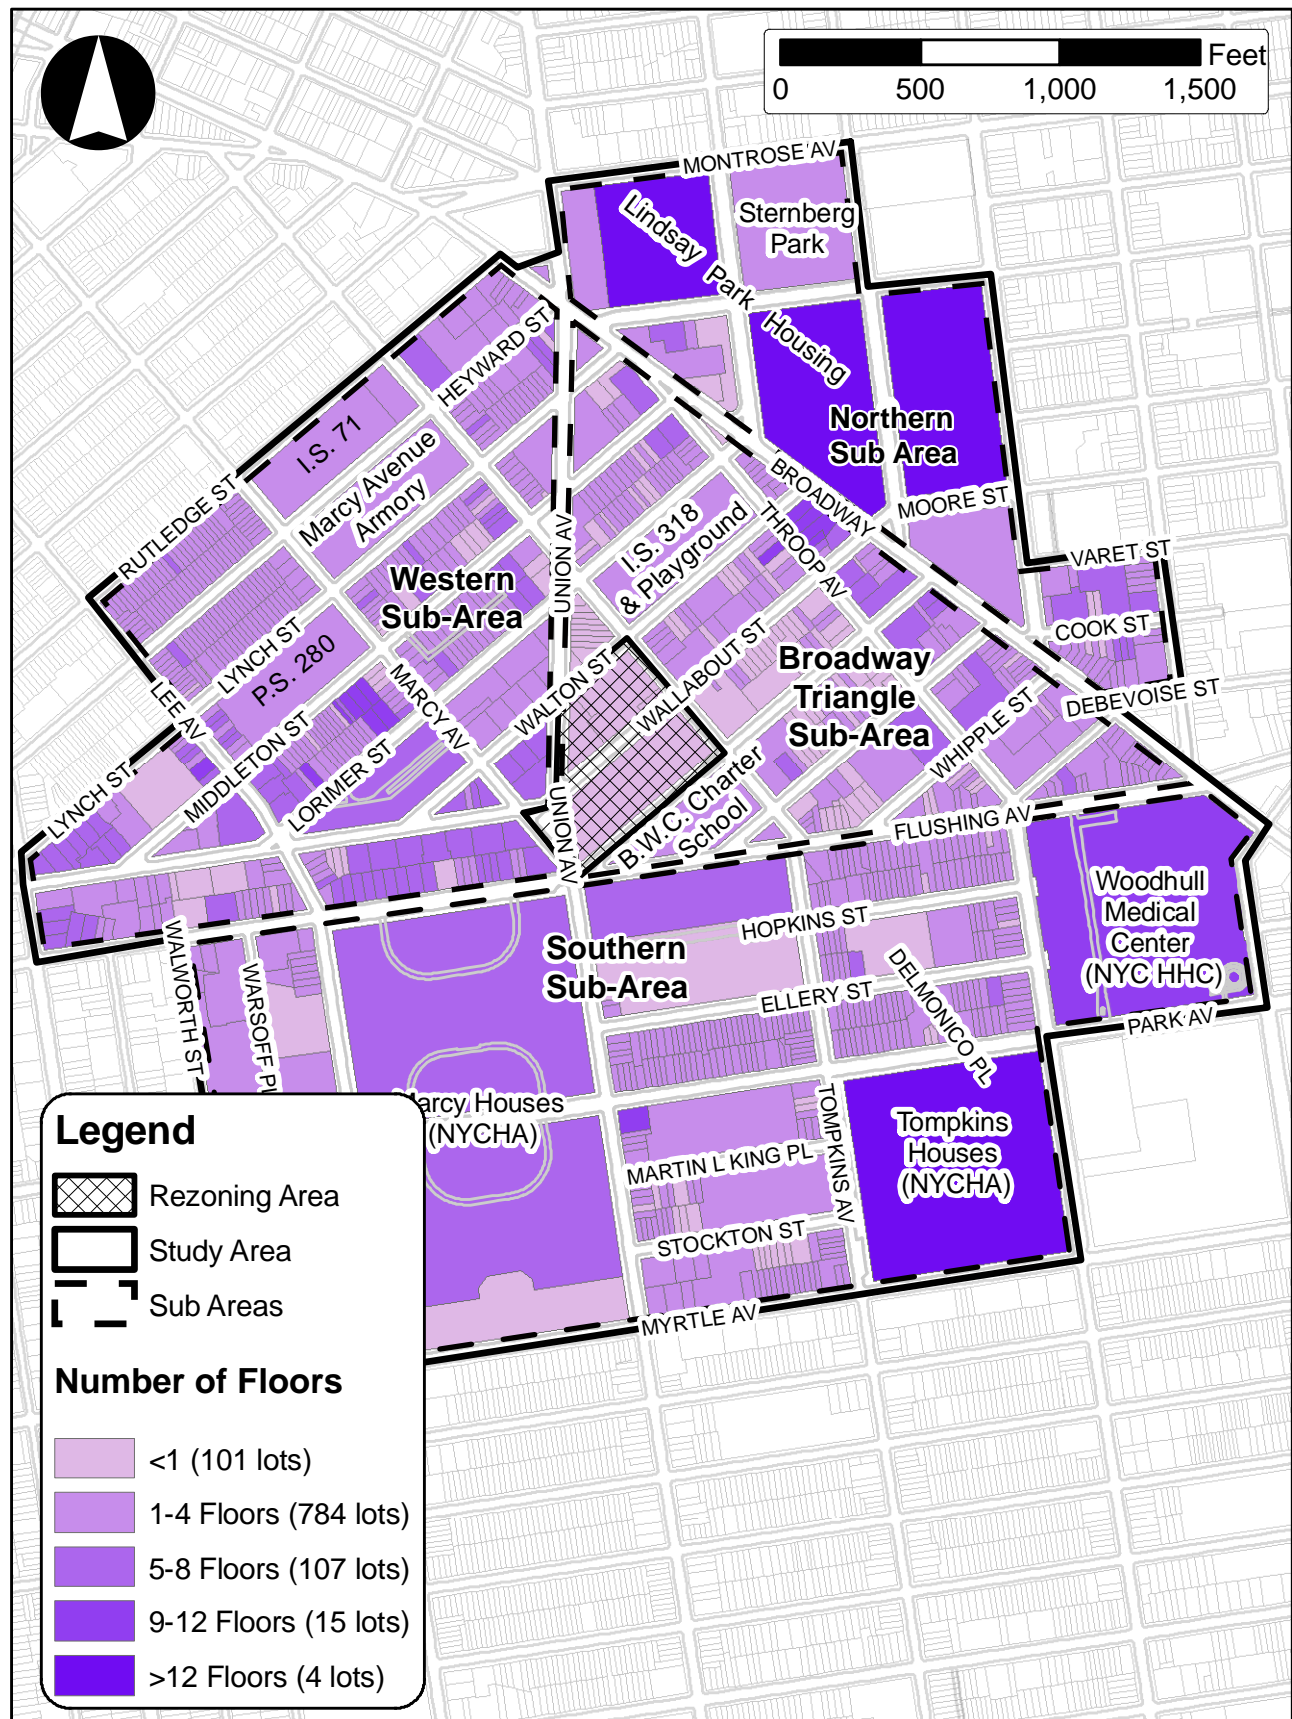 Feet
0 500 1,000 1,500
MONTROSE AV
Lindsay Park Housing
Sternberg
Park
HEYWARD ST
I.S. 71
Marcy Avenue
Armory
RUTLEDGE ST
Northern
Sub Area
BROADWAY
MOORE ST
VARET ST
UNION AV
I.S. 318
& Playground
THROOP AV
Western
Sub-Area
COOK ST
LYNCH ST
P.S. 280
LEE AV
MARCY AV
WALTON ST
WALLABOUT ST
Broadway
Triangle
Sub-Area
DEBEVOISE ST
WHIPPLE ST
MIDDLETON ST
LORIMER ST
LYNCH ST
UNION AV
B.W.C. Charter
School
FLUSHING AV
Woodhull
Medical
Center
(NYC HHC)
HOPKINS ST
Southern
Sub-Area
WALWORTH ST
WARSOFF PL
ELLERY ST
DELMONICO PL
PARK AV
Marcy Houses
(NYCHA)
TOMPKINS AV
Tompkins
Houses
(NYCHA)
MARTIN L KING PL
STOCKTON ST
MYRTLE AV
Legend
Rezoning Area
Study Area
Sub Areas
Number of Floors
<1 (101 lots)
1-4 Floors (784 lots)
5-8 Floors (107 lots)
9-12 Floors (15 lots)
>12 Floors (4 lots)